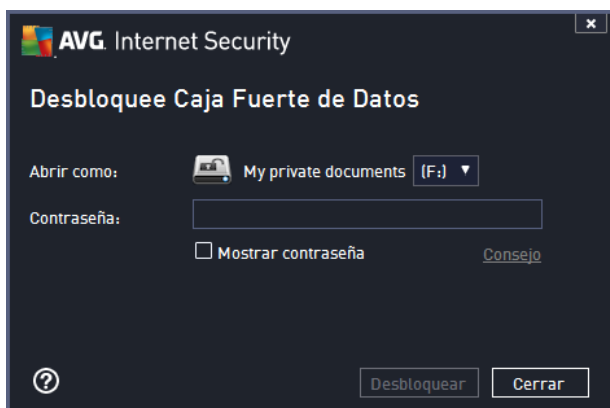 AVG. Internet Security
Desbloquee Caja Fuerte de Datos
Abrir como: My private documents (F:)
Contraseña:
Mostrar contraseña Consejo
Desbloquear Cerrar